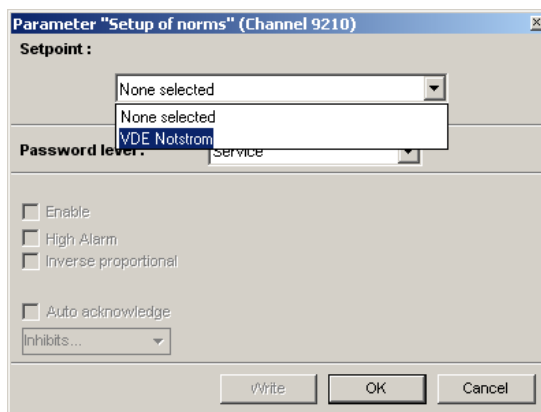 Parameter "Setup of norms" (Channel 9210)
Setpoint :
None selected
None selected
VDE Notstrom
Password level : Service
Enable
High Alarm
Inverse proportional
Auto acknowledge
Inhibits...
Write OK Cancel